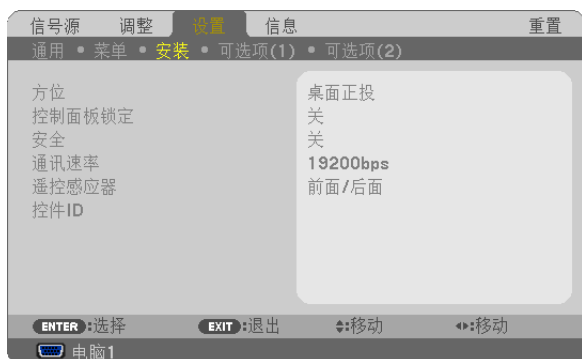 信号源 调整 设置 信息 重置
通用 • 菜单 • 安装 • 可选项(1) • 可选项(2)
方位 桌面正投
控制面板锁定 关
安全 关
通讯速率 19200bps
遥控感应器 前面/后面
控件ID
ENTER:选择 EXIT:退出 :移动 :移动
电脑1